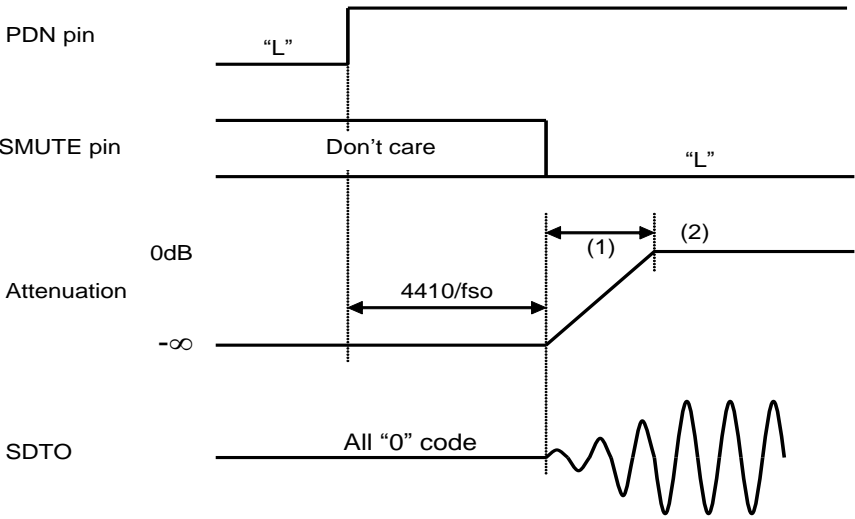 PDN pin
“L”
SMUTE pin
Don’t care
“L”
0dB
(1)
(2)
Attenuation
4410/fso
-∞
SDTO
All “0” code